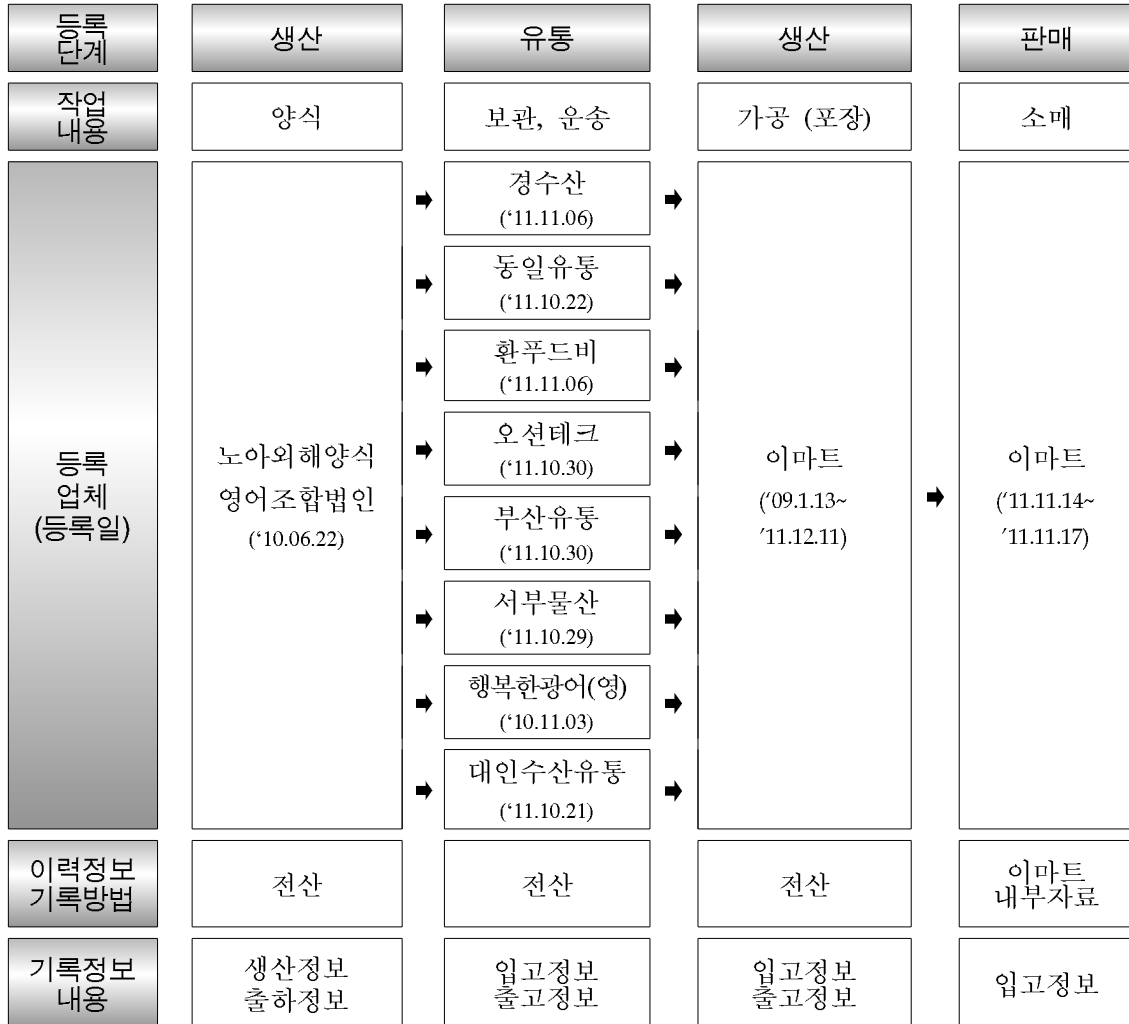 등록
단계
생산
유통
생산
판매
작업
내용
양식
보관, 운송
가공 (포장)
소매
등록
업체
(등록일)
노아외해양식
영어조합법인
(‘10.06.22)
경수산
(‘11.11.06)
동일유통
(‘11.10.22)
환푸드비
(‘11.11.06)
오션테크
(‘11.10.30)
부산유통
(‘11.10.30)
서부물산
(‘11.10.29)
행복한광어(영)
(‘10.11.03)
대인수산유통
(‘11.10.21)
이마트
(‘09.1.13~
’11.12.11)
이마트
(‘11.11.14~
’11.11.17)
이력정보
기록방법
전산
전산
전산
이마트
내부자료
기록정보
내용
생산정보
출하정보
입고정보
출고정보
입고정보
출고정보
입고정보